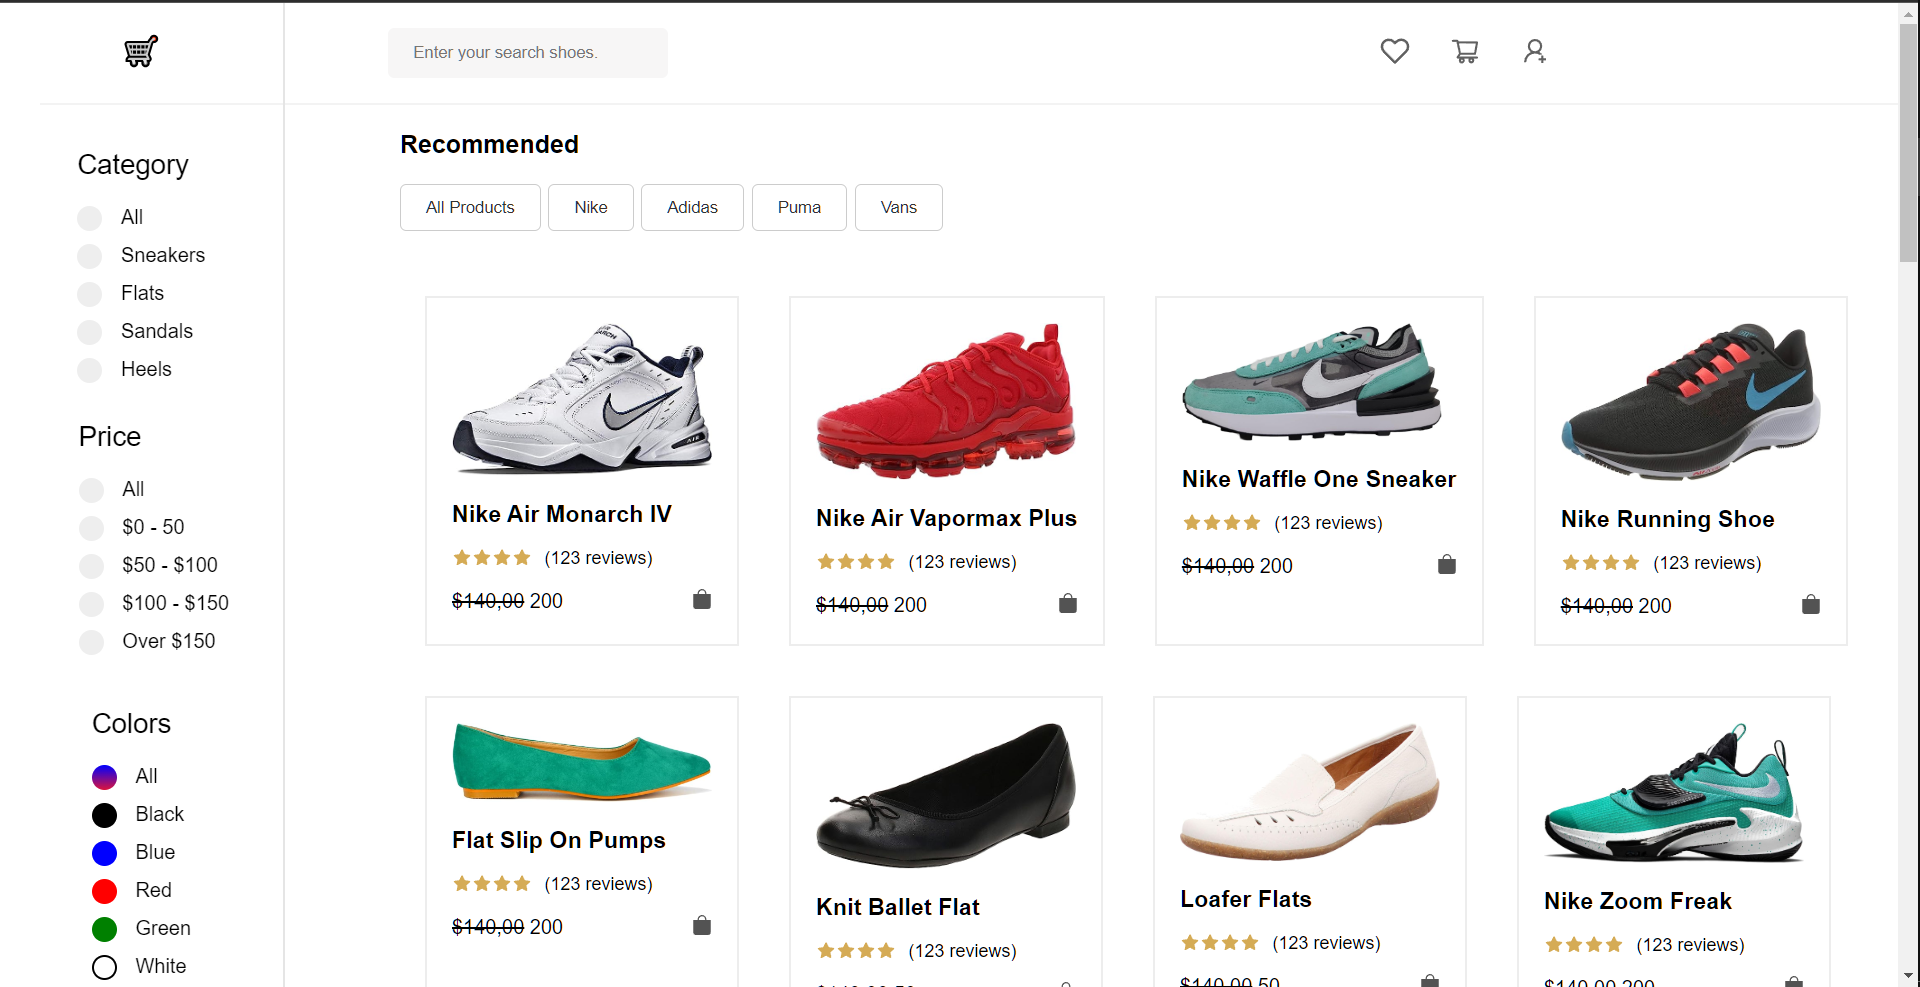 Enter your search shoes.
Category
All
Sneakers
Flats
Sandals
Heels
Price
All
$0 - 50
$50 - $100
$100 - $150
Over $150
Colors
All
Black
Blue
Red
Green
White
Recommended
All Products
Nike
Adidas
Puma
Vans
Nike Air Monarch IV
(123 reviews)
$140,00 200
Nike Air Vapormax Plus
(123 reviews)
$140,00 200
Nike Waffle One Sneaker
(123 reviews)
$140,00 200
Nike Running Shoe
(123 reviews)
$140,00 200
Flat Slip On Pumps
(123 reviews)
$140,00 200
Knit Ballet Flat
(123 reviews)
Loafer Flats
(123 reviews)
$140,00 50
Nike Zoom Freak
(123 reviews)
$140,00 200